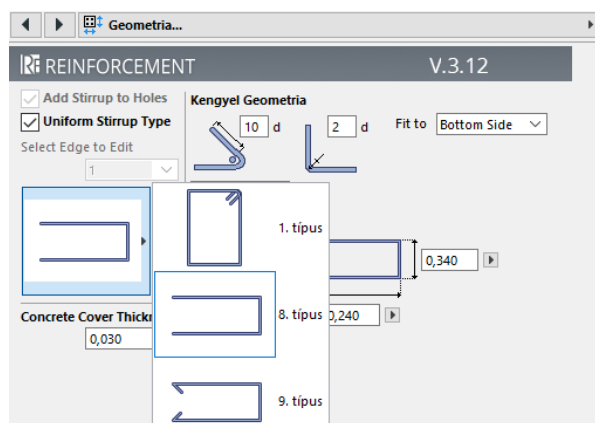 Geometria...
REINFORCEMENT V.3.12
Add Stirrup to Holes
Uniform Stirrup Type
Select Edge to Edit
1
Kengyel Geometria
10 d 2 d Fit to Bottom Side
1. típus
8. típus
9. típus
0,340
0,240
Concrete Cover
0,030